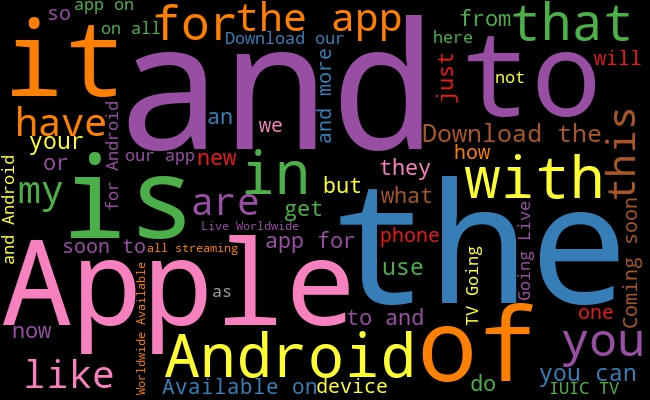 so
app on
on all
for
the app
from
that
it
Download our
here
and
and more
just
to
not
will
have
your
for Android
an
we
Download the
this
or
our app
new
in
they
how
with
and Android
my
is
are
get
but
what
the
Live Worldwide
Apple
soon to
all streaming
app for
phone
use
TV Going
Going Live
Coming soon
Worldwide Available
as
now
to and
of
one
you
Android
like
Available on
device
do
you can
IUIC TV